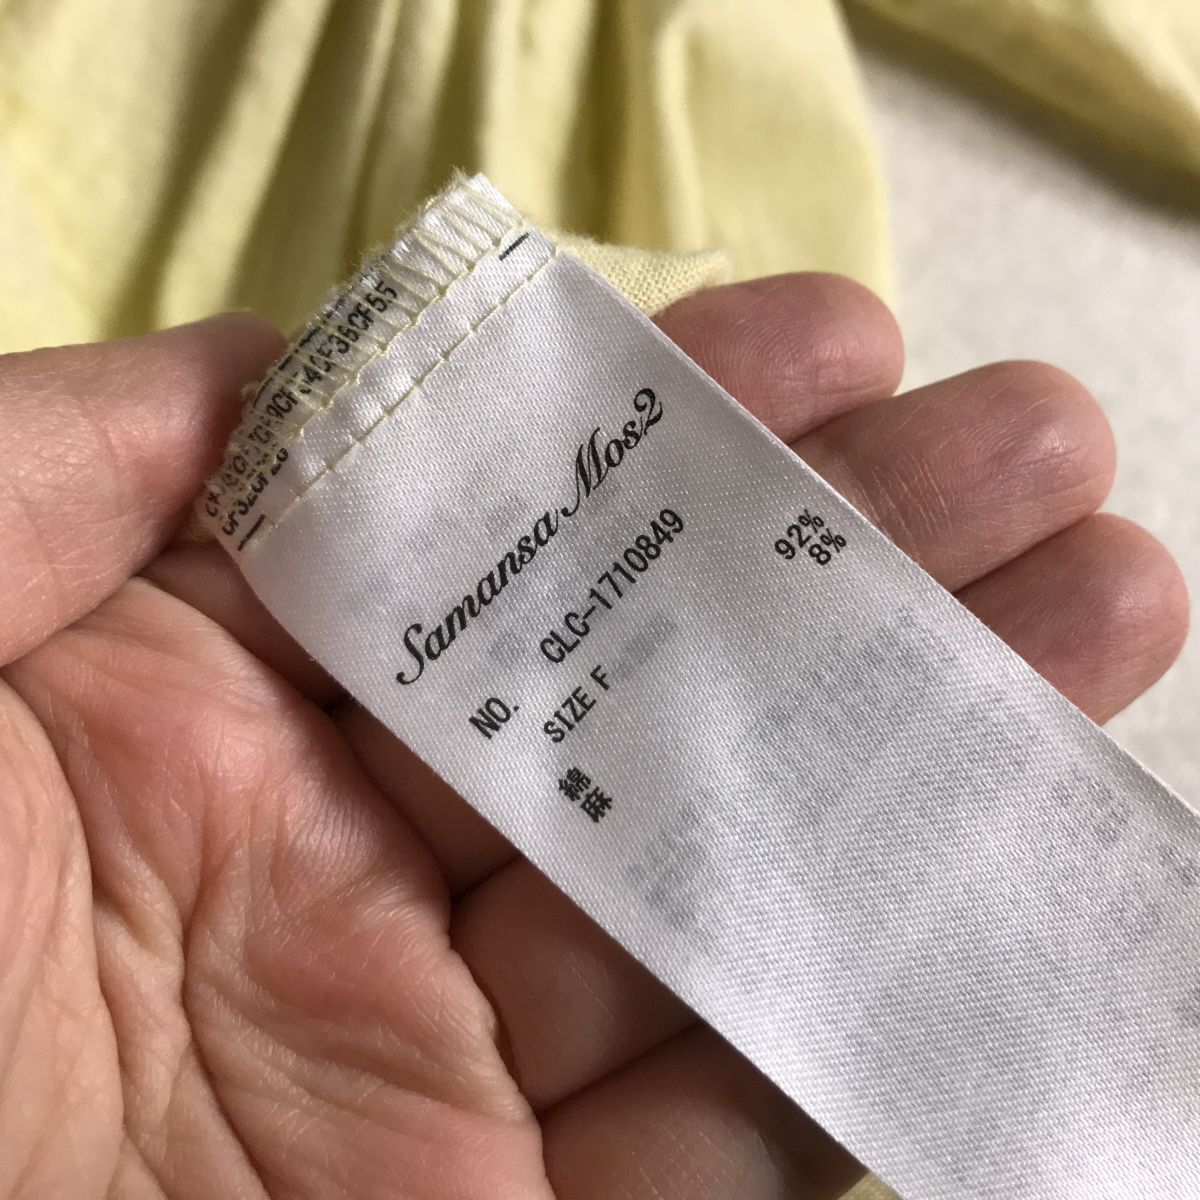 Samansa Mos2
NO. CLC-1710849
SIZE F
綿 92%
麻 8%